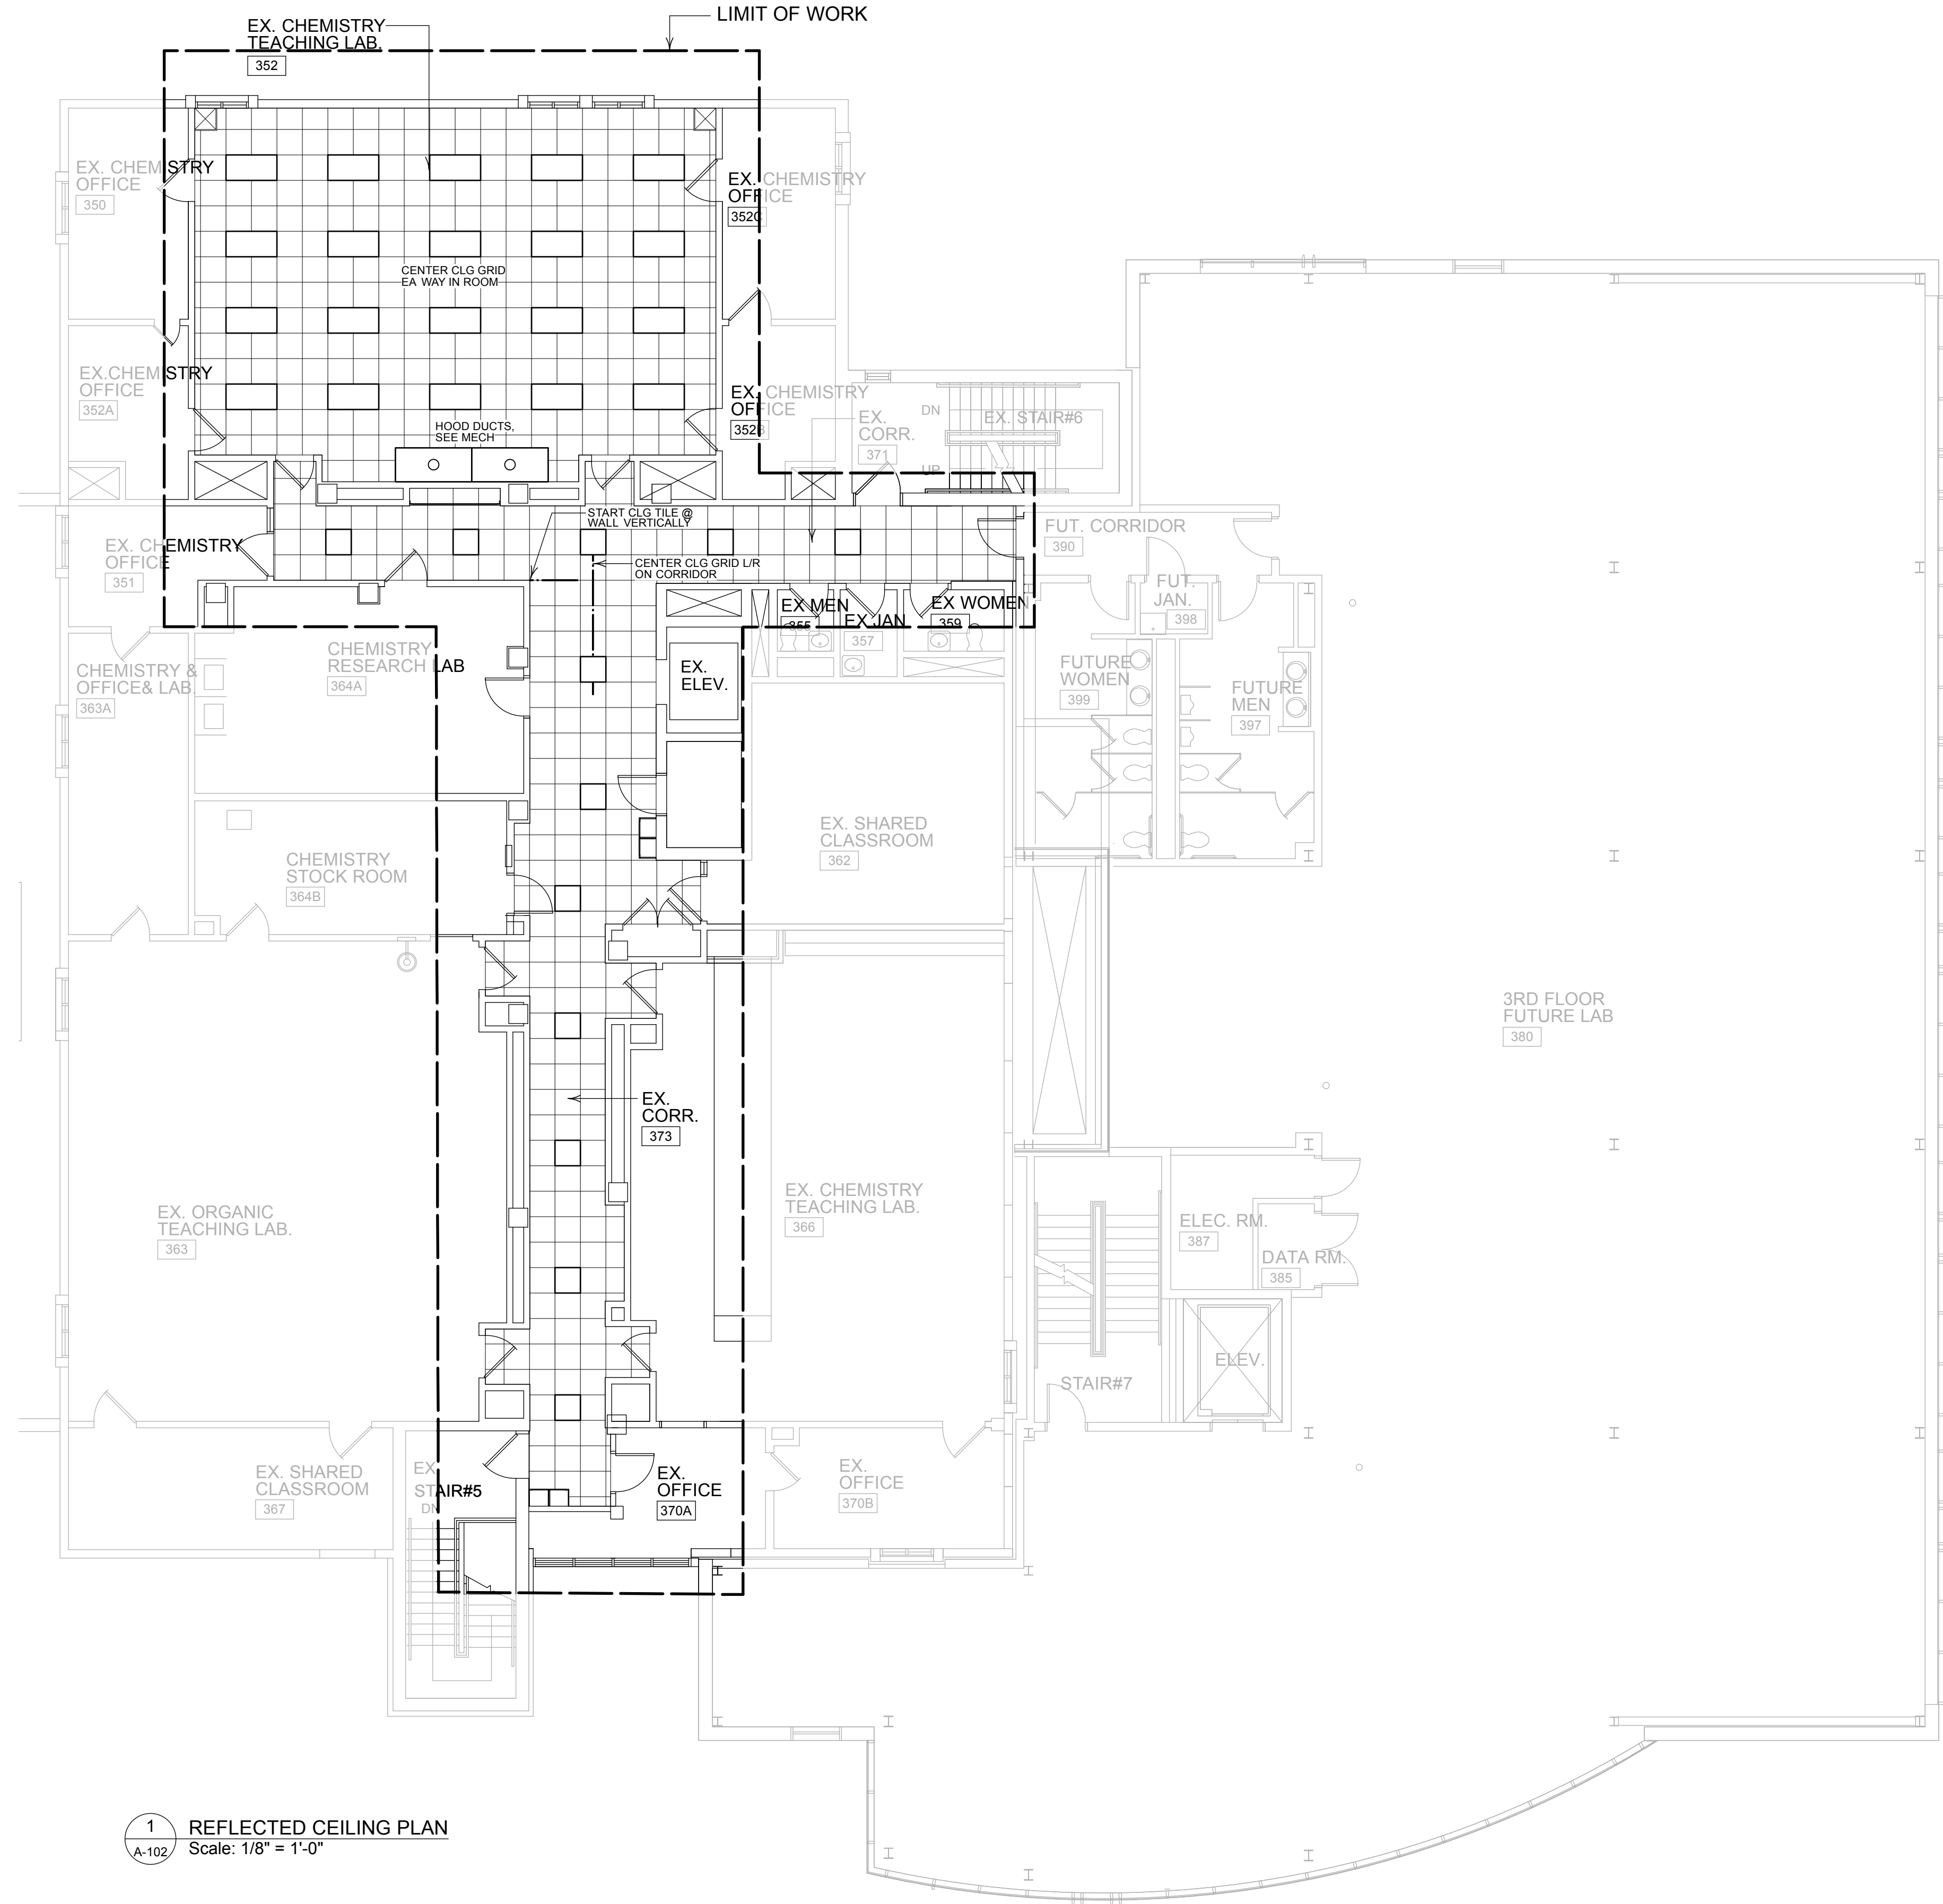 LIMIT OF WORK
EX. CHEMISTRY
TEACHING LAB.
352
EX. CHEMISTRY
OFFICE
350
EX. CHEMISTRY
OFFICE
352C
CENTER CLG GRID
EA WAY IN ROOM
EX.CHEMISTRY
OFFICE
352A
EX. CHEMISTRY
OFFICE
352B
HOOD DUCTS,
SEE MECH
EX.
CORR.
371
DN
EX. STAIR#6
UP
START CLG TILE @
WALL VERTICALLY
CENTER CLG GRID L/R
ON CORRIDOR
EX. CHEMISTRY
OFFICE
351
FUT. CORRIDOR
390
FUT.
JAN.
398
EX MEN
355
EX JAN
357
EX WOMEN
359
CHEMISTRY
RESEARCH LAB
364A
CHEMISTRY &
OFFICE& LAB.
363A
EX.
ELEV.
FUTURE
WOMEN
399
FUTURE
MEN
397
EX. SHARED
CLASSROOM
362
CHEMISTRY
STOCK ROOM
364B
3RD FLOOR
FUTURE LAB
380
EX.
CORR.
373
EX. ORGANIC
TEACHING LAB.
363
EX. CHEMISTRY
TEACHING LAB.
366
ELEC. RM.
387
DATA RM.
385
ELEV.
STAIR#7
EX. SHARED
CLASSROOM
367
EX.
STAIR#5
DN
EX.
OFFICE
370A
EX.
OFFICE
370B
1
A-102
REFLECTED CEILING PLAN
Scale: 1/8" = 1'-0"